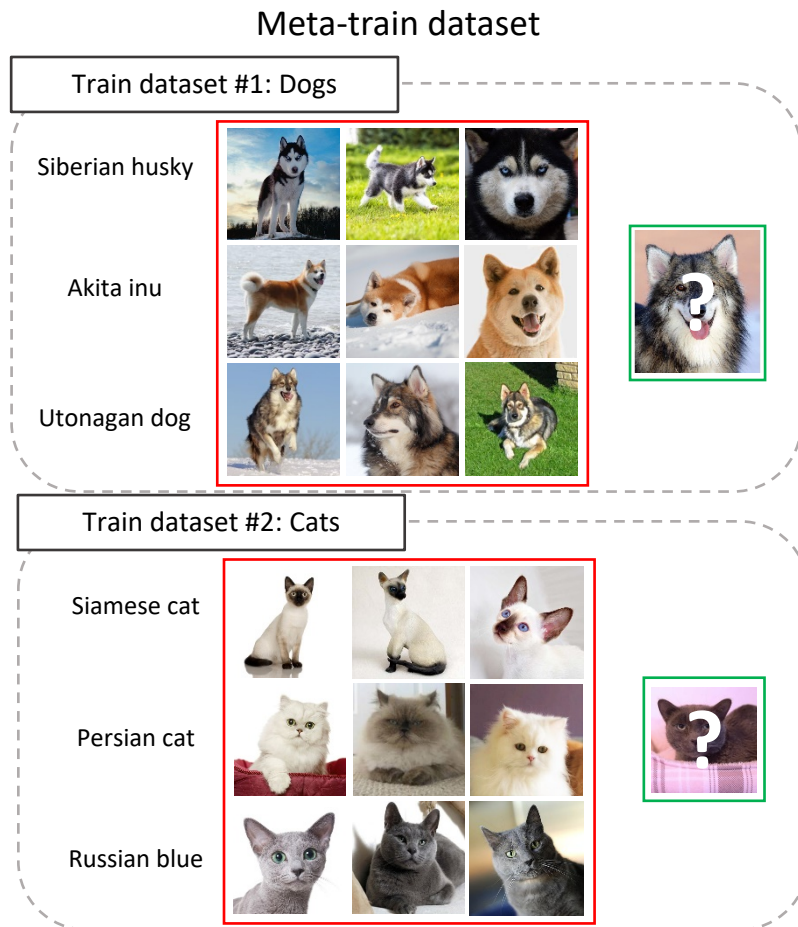 Meta-train dataset
Train dataset #1: Dogs
Siberian husky
Akita inu
?
Utonagan dog
Train dataset #2: Cats
Siamese cat
Persian cat
?
Russian blue